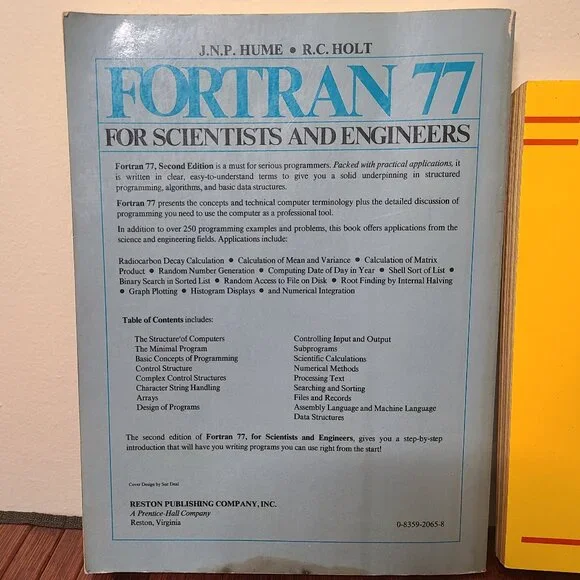 J.N.P. HUME • R.C. HOLT
FORTRAN 77
FOR SCIENTISTS AND ENGINEERS
Fortran 77, Second Edition is a must for serious programmers. Packed with practical applications, it
is written in clear, easy-to-understand terms to give you a solid underpinning in structured
programming, algorithms, and basic data structures.
Fortran 77 presents the concepts and technical computer terminology plus the detailed discussion of
programming you need to use the computer as a professional tool.
In addition to over 250 programming examples and problems, this book offers applications from the
science and engineering fields. Applications include:
Radiocarbon Decay Calculation • Calculation of Mean and Variance • Calculation of Matrix
Product • Random Number Generation • Computing Date of Day in Year • Shell Sort of List •
Binary Search in Sorted List • Random Access to File on Disk • Root Finding by Internal Halving
• Graph Plotting • Histogram Displays • and Numerical Integration
Table of Contents includes:
The Structure of Computers
The Minimal Program
Basic Concepts of Programming
Control Structure
Complex Control Structures
Character String Handling
Arrays
Design of Programs
Controlling Input and Output
Subprograms
Scientific Calculations
Numerical Methods
Processing Text
Searching and Sorting
Files and Records
Assembly Language and Machine Language
Data Structures
The second edition of Fortran 77, for Scientists and Engineers, gives you a step-by-step
introduction that will have you writing programs you can use right from the start!
Cover Design by Sue Deal
RESTON PUBLISHING COMPANY, INC.
A Prentice-Hall Company
Reston, Virginia
0-8359-2065-8